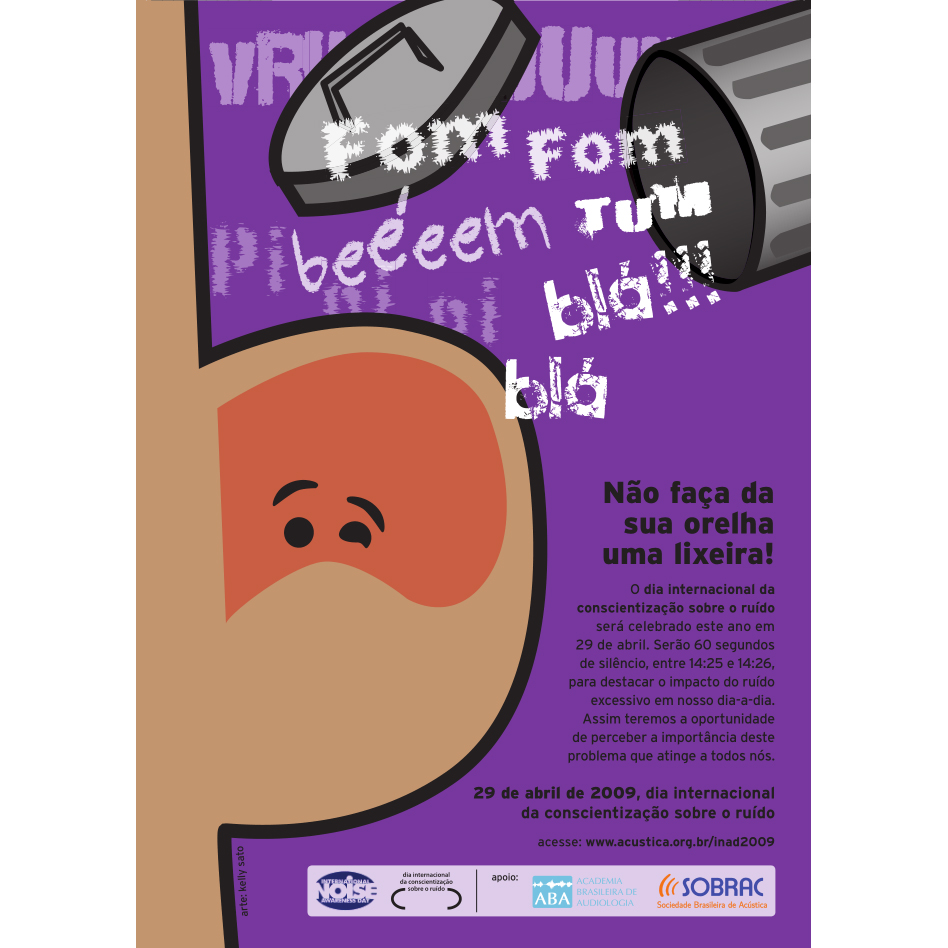 Fom Fom
beéeem TUM
blá!!!
blá
Não faça da
sua orelha
uma lixeira!
O dia internacional da
conscientização sobre o ruído
será celebrado este ano em
29 de abril. Serão 60 segundos
de silêncio, entre 14:25 e 14:26,
para destacar o impacto do ruído
excessivo em nosso dia-a-dia.
Assim teremos a oportunidade
de perceber a importância deste
problema que atinge a todos nós.
29 de abril de 2009, dia internacional
da conscientização sobre o ruído
acesse: www.acustica.org.br/inad2009
arte: kelly sato
INTERNATIONAL
NOISE
AWARENESS DAY
dia internacional
da conscientização
sobre o ruído
apoio:
ABA
ACADEMIA
BRASILEIRA DE
AUDIOLOGIA
SOBRAC
Sociedade Brasileira de Acústica